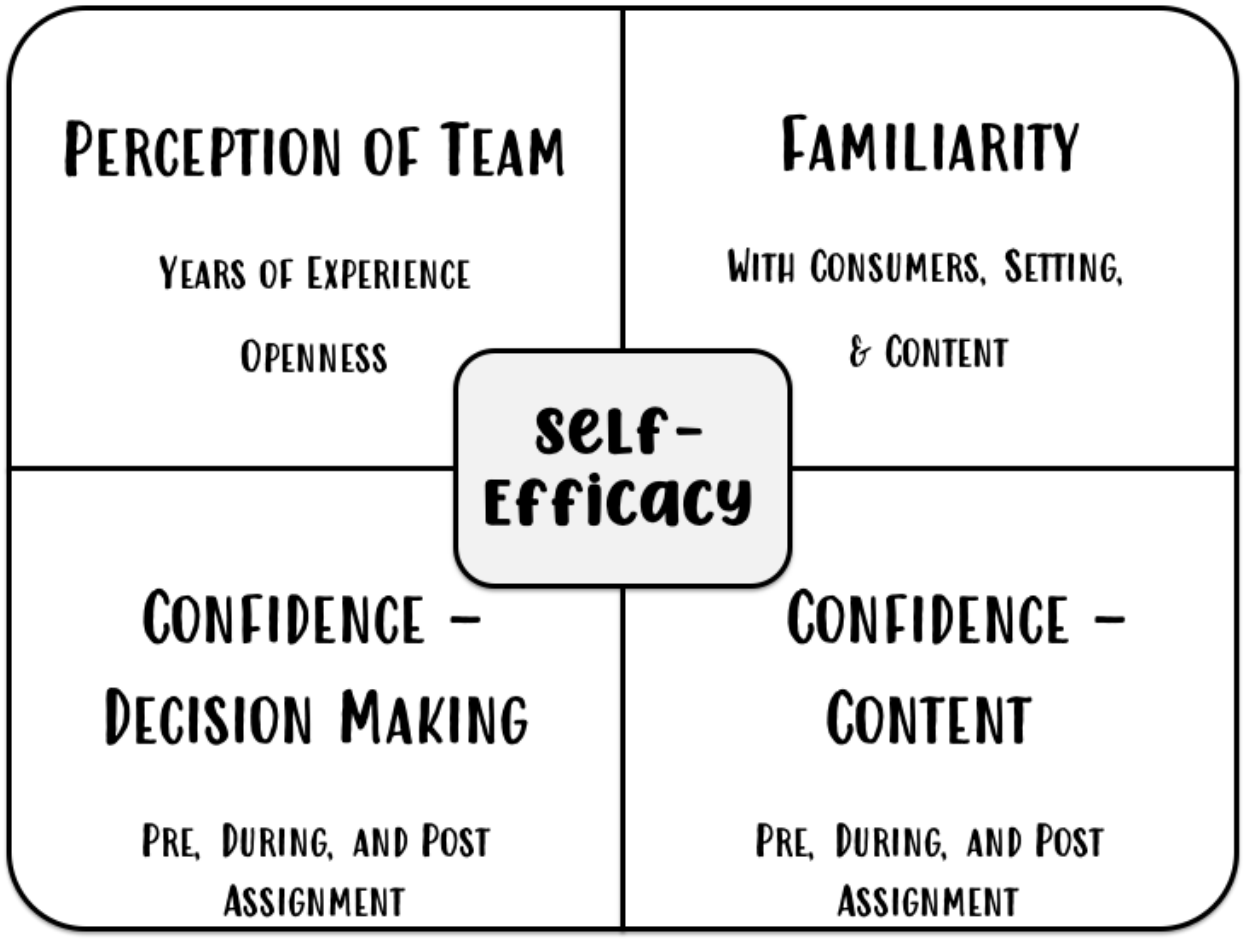 Perception of Team
Years of Experience
Openness
Familiarity
With Consumers, Setting,
& Content
Self-
Efficacy
Confidence –
Decision Making
Pre, During, and Post
Assignment
Confidence –
Content
Pre, During, and Post
Assignment